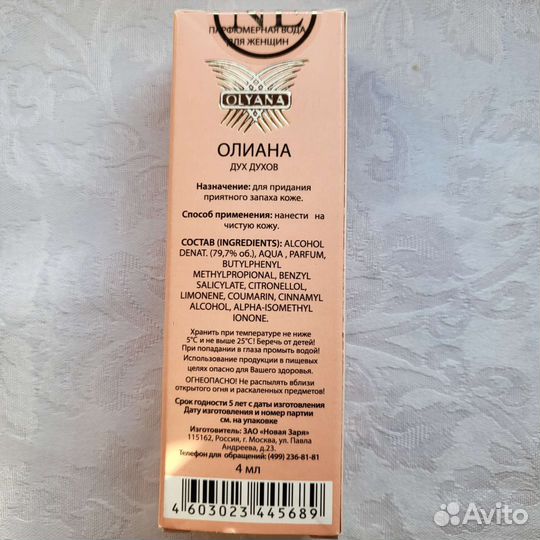 NL
ПАРФЮМЕРНАЯ ВОДА
ДЛЯ ЖЕНЩИН
OLYANA
ОЛИАНА
ДУХ ДУХОВ
Назначение: для придания
приятного запаха коже.
Способ применения: нанести на
чистую кожу.
СОСТАВ (INGREDIENTS): ALCOHOL
DENAT. (79,7% об.), AQUA , PARFUM,
BUTYLPHENYL
METHYLPROPIONAL, BENZYL
SALICYLATE, CITRONELLOL,
LIMONENE, COUMARIN, CINNAMYL
ALCOHOL, ALPHA-ISOMETHYL
IONONE.
Хранить при температуре не ниже
5°С и не выше 25°С! Беречь от детей!
При попадании в глаза промыть водой!
Использование продукции в пищевых
целях опасно для Вашего здоровья.
ОГНЕОПАСНО! Не распылять вблизи
открытого огня и раскаленных предметов!
Срок годности 5 лет с даты изготовления
Дату изготовления и номер партии
см. на упаковке
Изготовитель: ЗАО «Новая Заря»
115162, Россия, г. Москва, ул. Павла
Андреева, д.23.
Телефон для обращений: (499) 236-81-81
4 мл
4 603023 445689
Avito